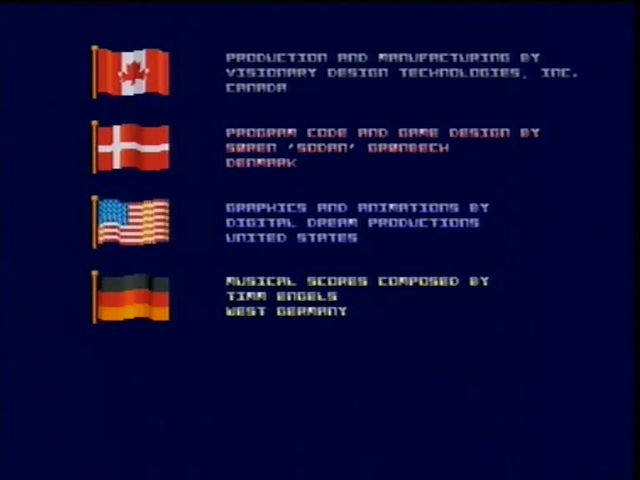 PRODUCTION AND MANUFACTURING BY
VISIONARY DESIGN TECHNOLOGIES, INC.
CANADA
PROGRAM CODE AND GAME DESIGN BY
SØREN 'SODAN' GRØNBECH
DENMARK
GRAPHICS AND ANIMATIONS BY
DIGITAL DREAM PRODUCTIONS
UNITED STATES
MUSICAL SCORES COMPOSED BY
TIMM ENGELS
WEST GERMANY